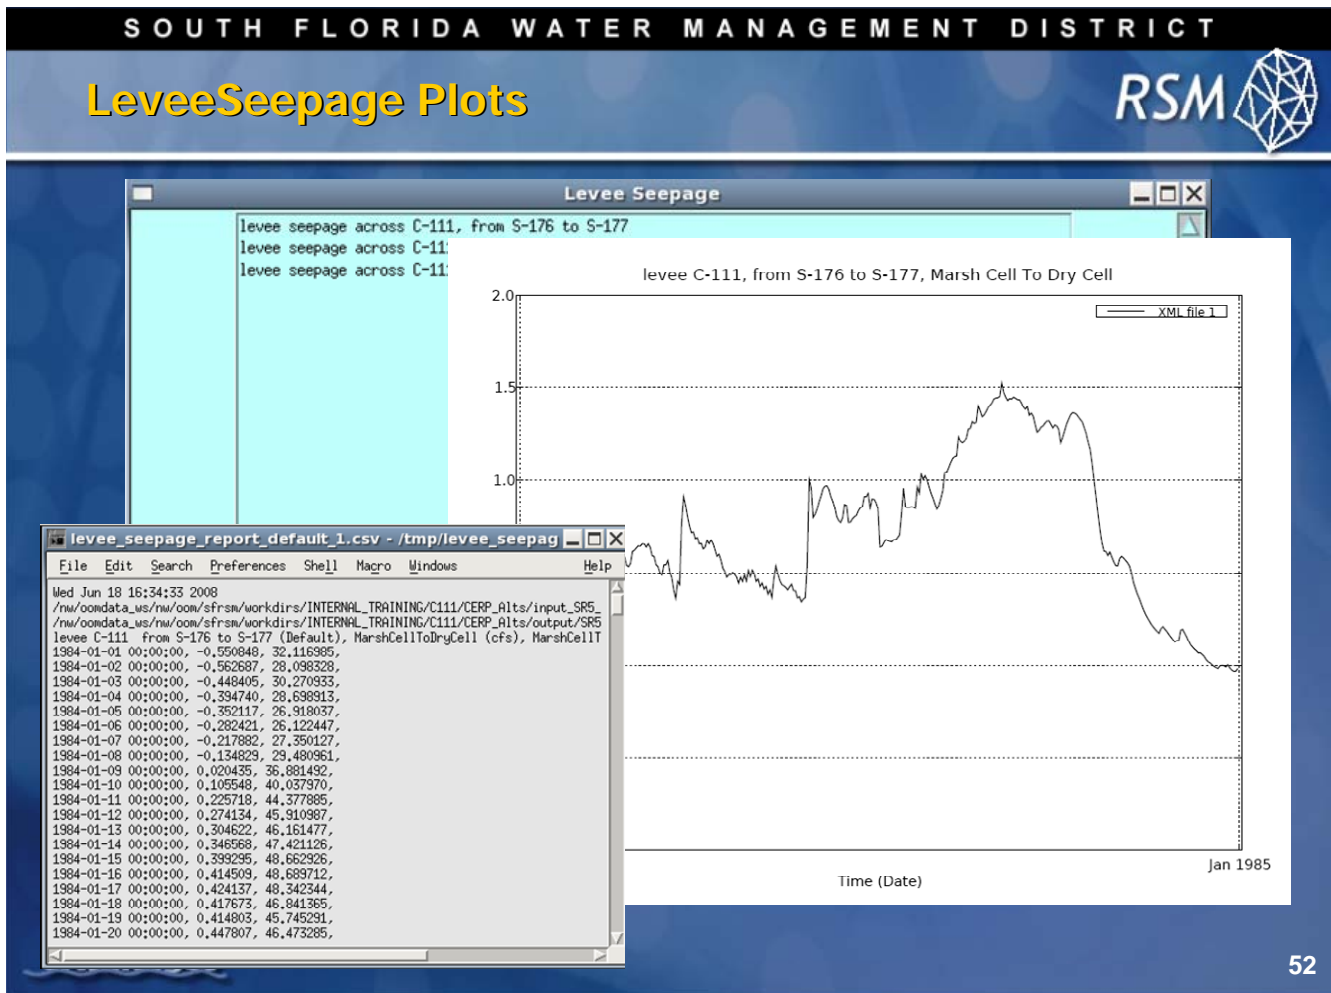 SOUTH FLORIDA WATER MANAGEMENT DISTRICT
LeveeSeepage Plots
RSM
Levee Seepage
levee seepage across C-111, from S-176 to S-177
levee seepage across C-11
levee seepage across C-11
levee C-111, from S-176 to S-177, Marsh Cell To Dry Cell
2.0
XML file 1
1.5
1.0
Jan 1985
Time (Date)
levee_seepage_report_default_1.csv - /tmp/levee_seepag
File Edit Search Preferences Shell Macro Windows Help
Wed Jun 18 16:34:33 2008
/nw/oomdata_ws/nw/oom/sfrsm/workdirs/INTERNAL_TRAINING/C111/CERP_Alts/input_SR5_
/nw/oomdata_ws/nw/oom/sfrsm/workdirs/INTERNAL_TRAINING/C111/CERP_Alts/output/SR5
levee C-111 from S-176 to S-177 (Default), MarshCellToDryCell (cfs), MarshCellT
1984-01-01 00:00:00, -0.550848, 32.116985,
1984-01-02 00:00:00, -0.562687, 28.098328,
1984-01-03 00:00:00, -0.448405, 30.270933,
1984-01-04 00:00:00, -0.394740, 28.698913,
1984-01-05 00:00:00, -0.352117, 26.918037,
1984-01-06 00:00:00, -0.282421, 26.122447,
1984-01-07 00:00:00, -0.217882, 27.350127,
1984-01-08 00:00:00, -0.134829, 29.480961,
1984-01-09 00:00:00, 0.020435, 36.881492,
1984-01-10 00:00:00, 0.105548, 40.037970,
1984-01-11 00:00:00, 0.225718, 44.377885,
1984-01-12 00:00:00, 0.274134, 45.910987,
1984-01-13 00:00:00, 0.304622, 46.161477,
1984-01-14 00:00:00, 0.346568, 47.421126,
1984-01-15 00:00:00, 0.399295, 48.662926,
1984-01-16 00:00:00, 0.414509, 48.689712,
1984-01-17 00:00:00, 0.424137, 48.342344,
1984-01-18 00:00:00, 0.417673, 46.841365,
1984-01-19 00:00:00, 0.414803, 45.745291,
1984-01-20 00:00:00, 0.447807, 46.473285,
52